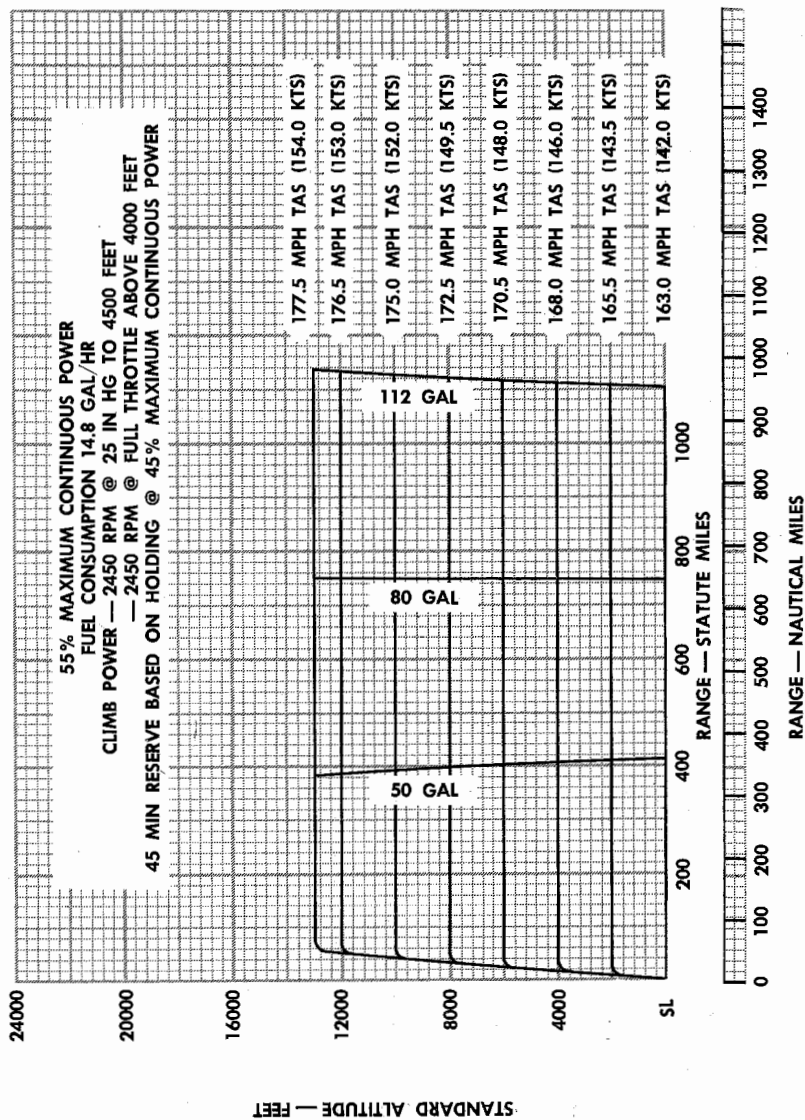 55% MAXIMUM CONTINUOUS POWER
FUEL CONSUMPTION 14.8 GAL/HR
CLIMB POWER — 2450 RPM @ 25 IN HG TO 4500 FEET
— 2450 RPM @ FULL THROTTLE ABOVE 4000 FEET
45 MIN RESERVE BASED ON HOLDING @ 45% MAXIMUM CONTINUOUS POWER
STANDARD ALTITUDE — FEET
24000
20000
16000
12000
8000
4000
SL
177.5 MPH TAS (154.0 KTS)
176.5 MPH TAS (153.0 KTS)
175.0 MPH TAS (152.0 KTS)
172.5 MPH TAS (149.5 KTS)
170.5 MPH TAS (148.0 KTS)
168.0 MPH TAS (146.0 KTS)
165.5 MPH TAS (143.5 KTS)
163.0 MPH TAS (142.0 KTS)
50 GAL
80 GAL
112 GAL
200 400 600 800 1000
RANGE — STATUTE MILES
0 100 200 300 400 500 600 700 800 900 1000 1100 1200 1300 1400
RANGE — NAUTICAL MILES